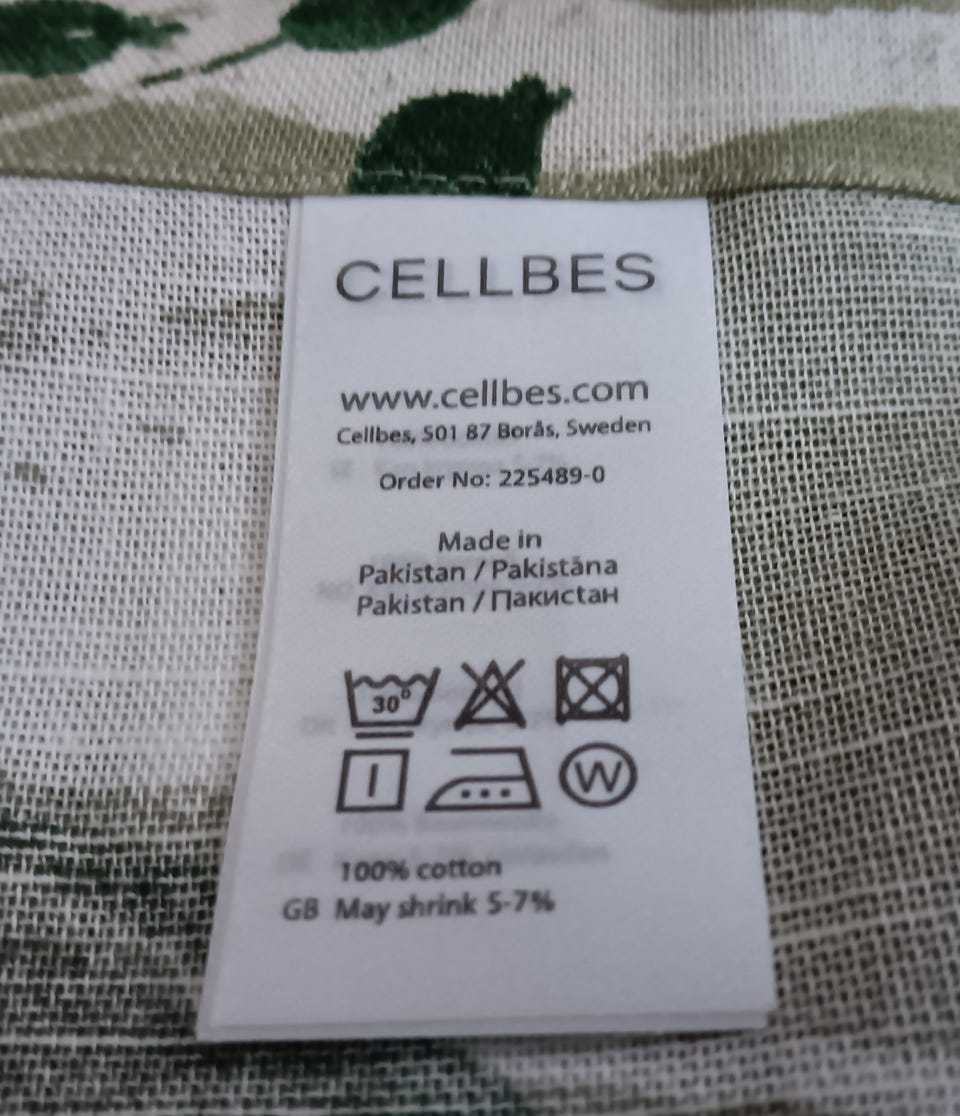 CELLBES
www.cellbes.com
Cellbes, 501 87 Borås, Sweden
Order No: 225489-0
Made in
Pakistan / Pakistāna
Pakistan / Пакистан
30°
W
100% cotton
GB May shrink 5-7%